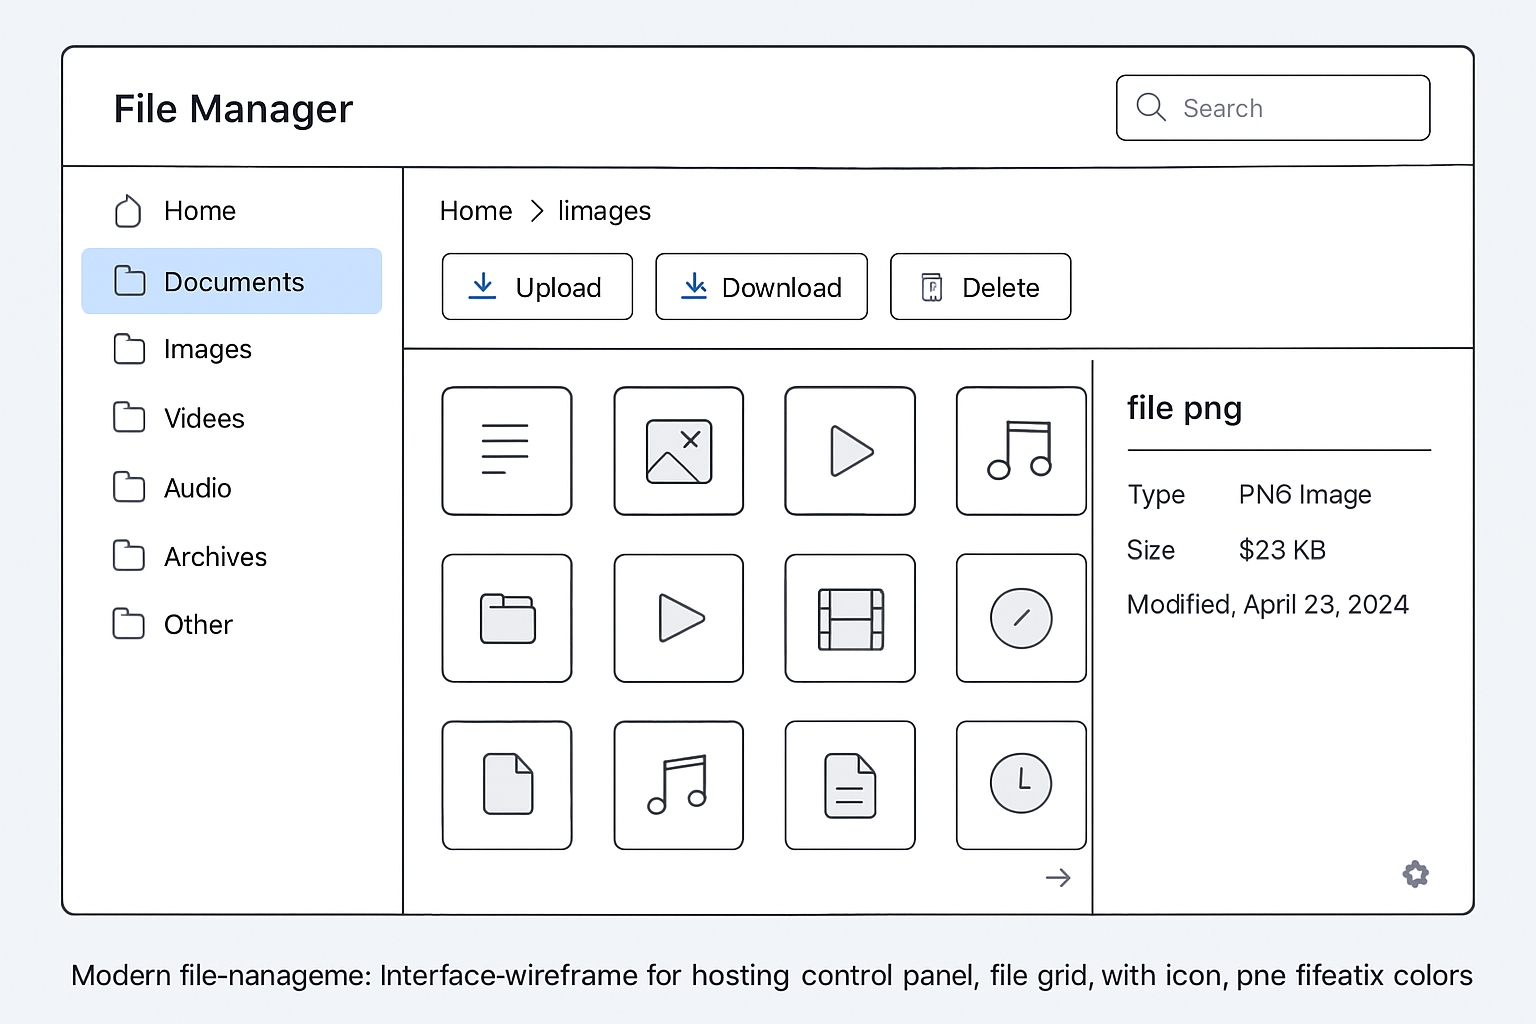 File Manager
Search
Home
Documents
Images
Videes
Audio
Archives
Other
Home > limages
Upload
Download
Delete
file png
Type PN6 Image
Size $23 KB
Modified, April 23, 2024
Modern file-nanageme: Interface-wireframe for hosting control panel, file grid, with icon, pne fifeatix colors